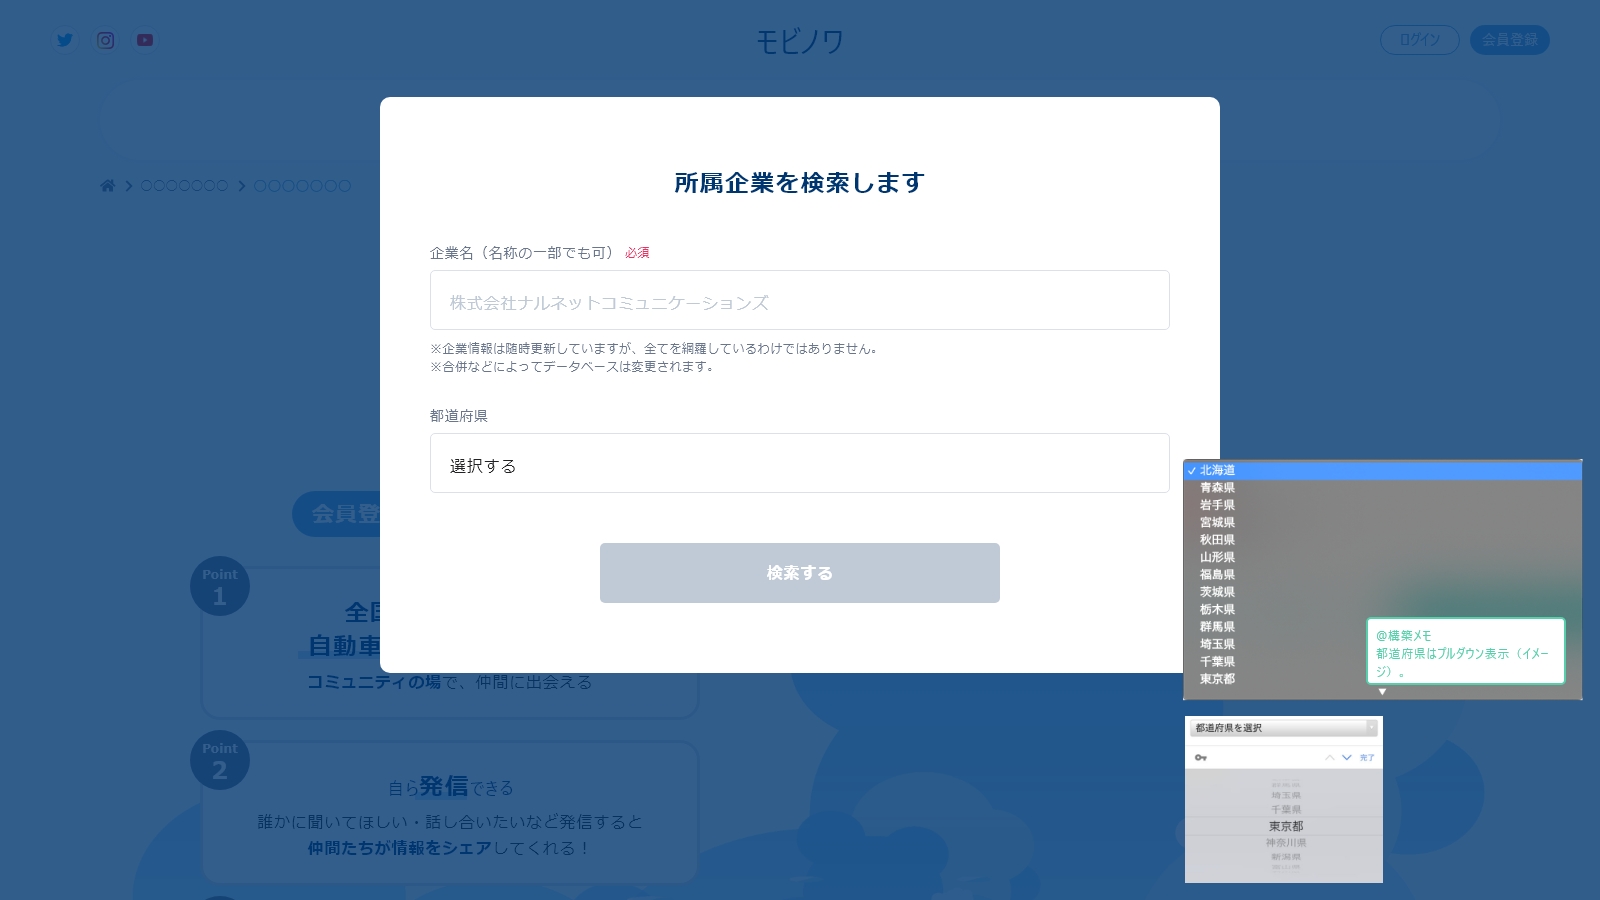 モビノワ
ログイン
会員登録
〇〇〇〇〇〇〇
〇〇〇〇〇〇〇
所属企業を検索します
企業名（名称の一部でも可） 必須
株式会社ナルネットコミュニケーションズ
※企業情報は随時更新していますが、全てを網羅しているわけではありません。
※合併などによってデータベースは変更されます。
都道府県
選択する
検索する
会員登
Point
1
全国
自動車
コミュニティの場で、仲間に出会える
Point
2
自ら発信できる
誰かに聞いてほしい・話し合いたいなど発信すると
仲間たちが情報をシェアしてくれる！
✓ 北海道
青森県
岩手県
宮城県
秋田県
山形県
福島県
茨城県
栃木県
群馬県
埼玉県
千葉県
東京都
@構築メモ
都道府県はプルダウン表示（イメー
ジ）。
都道府県を選択
完了
埼玉県
千葉県
東京都
神奈川県
新潟県